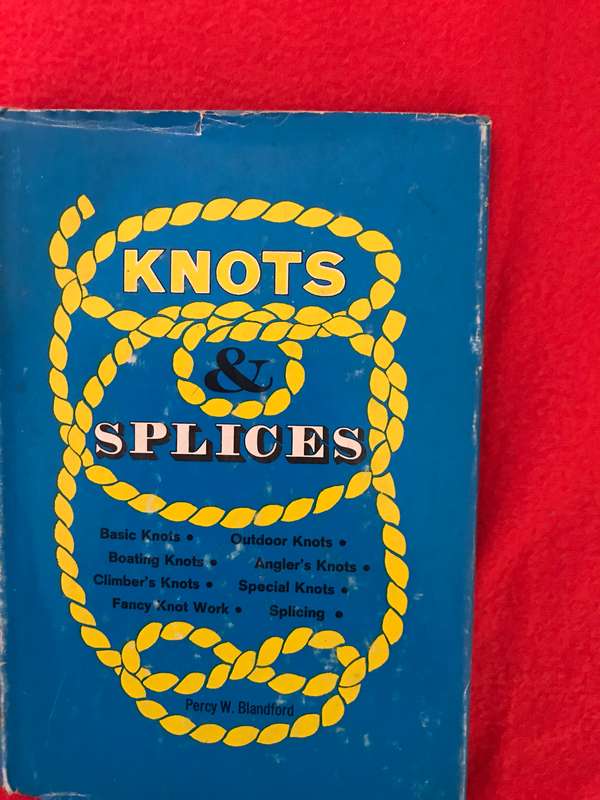 KNOTS
&
SPLICES
Basic Knots • Outdoor Knots •
Boating Knots • Angler's Knots •
Climber's Knots • Special Knots •
Fancy Knot Work • Splicing •
Percy W. Blandford